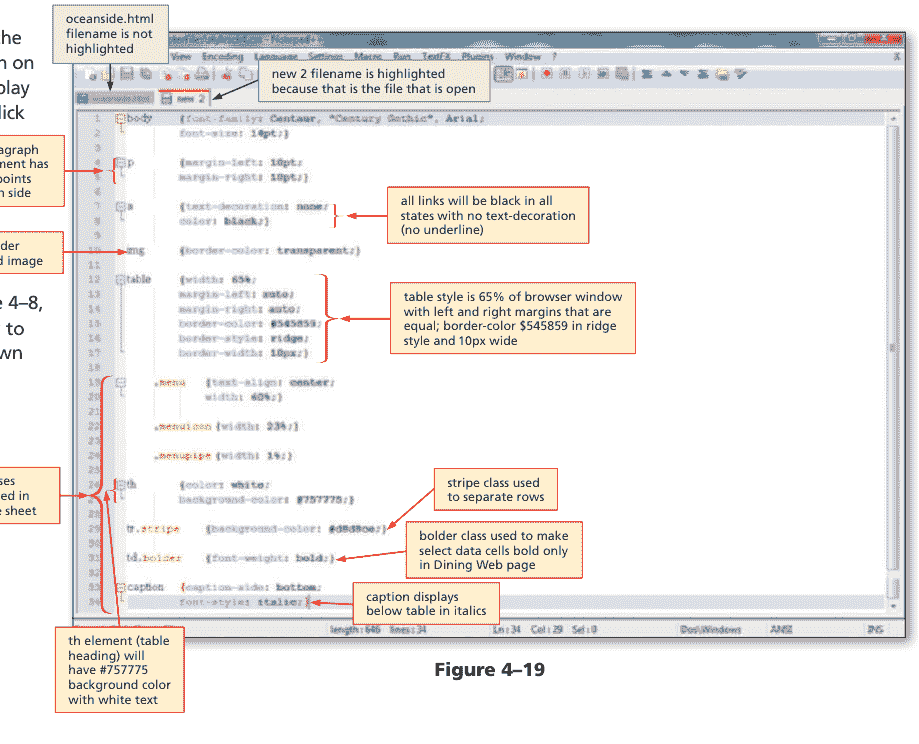 oceanside.html
filename is not
highlighted
the
n on
play
lick
View Encoding Language Settings Macro Run TextFX Plugins Window ?
new 2 filename is highlighted
because that is the file that is open
new 2
1 body {font-family: Centaur, "Century Gothic", Arial;
2 font-size: 14pt;}
3
agraph
ment has
points
n side
4 p {margin-left: 10pt;
5 margin-right: 10pt;}
6
7 a {text-decoration: none;
8 color: black;}
9
all links will be black in all
states with no text-decoration
(no underline)
der
d image
10 img {border-color: transparent;}
11
12 table {width: 65%;
13 margin-left: auto;
14 margin-right: auto;
15 border-color: #545859;
16 border-style: ridge;
17 border-width: 10px;}
18
table style is 65% of browser window
with left and right margins that are
equal; border-color $545859 in ridge
style and 10px wide
e 4–8,
to
wn
19 .menu {text-align: center;
20 width: 60%;}
21
22 .menuicon {width: 23%;}
23
24 .menupipe {width: 1%;}
25
ses
ed in
e sheet
26 th {color: white;
27 background-color: #757775;}
28
stripe class used
to separate rows
29 tr.stripe {background-color:
30
bolder class used to make
select data cells bold only
in Dining Web page
31 td.bolder {font-weight: bold;}
32
33 caption {caption-side: bottom;
34 font-style: italic;}
caption displays
below table in italics
length:646 lines:34 Ln:34 Col:29 Sel:0 Dos\Windows ANSI INS
th element (table
heading) will
have #757775
background color
with white text
Figure 4–19